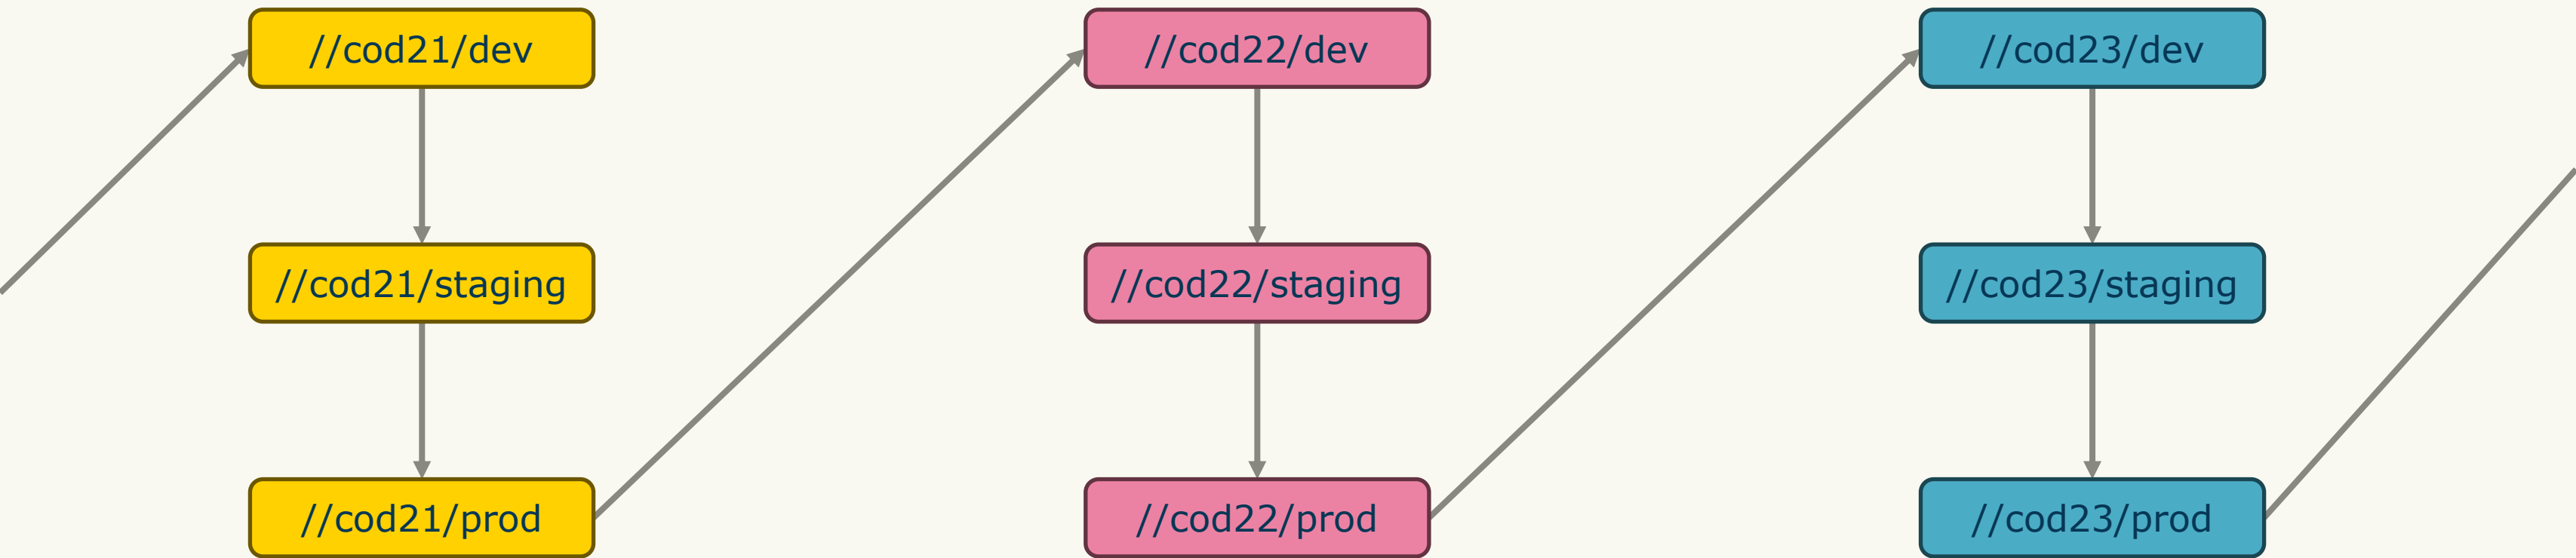 //cod21/dev
//cod22/dev
//cod23/dev
//cod21/staging
//cod22/staging
//cod23/staging
//cod21/prod
//cod22/prod
//cod23/prod